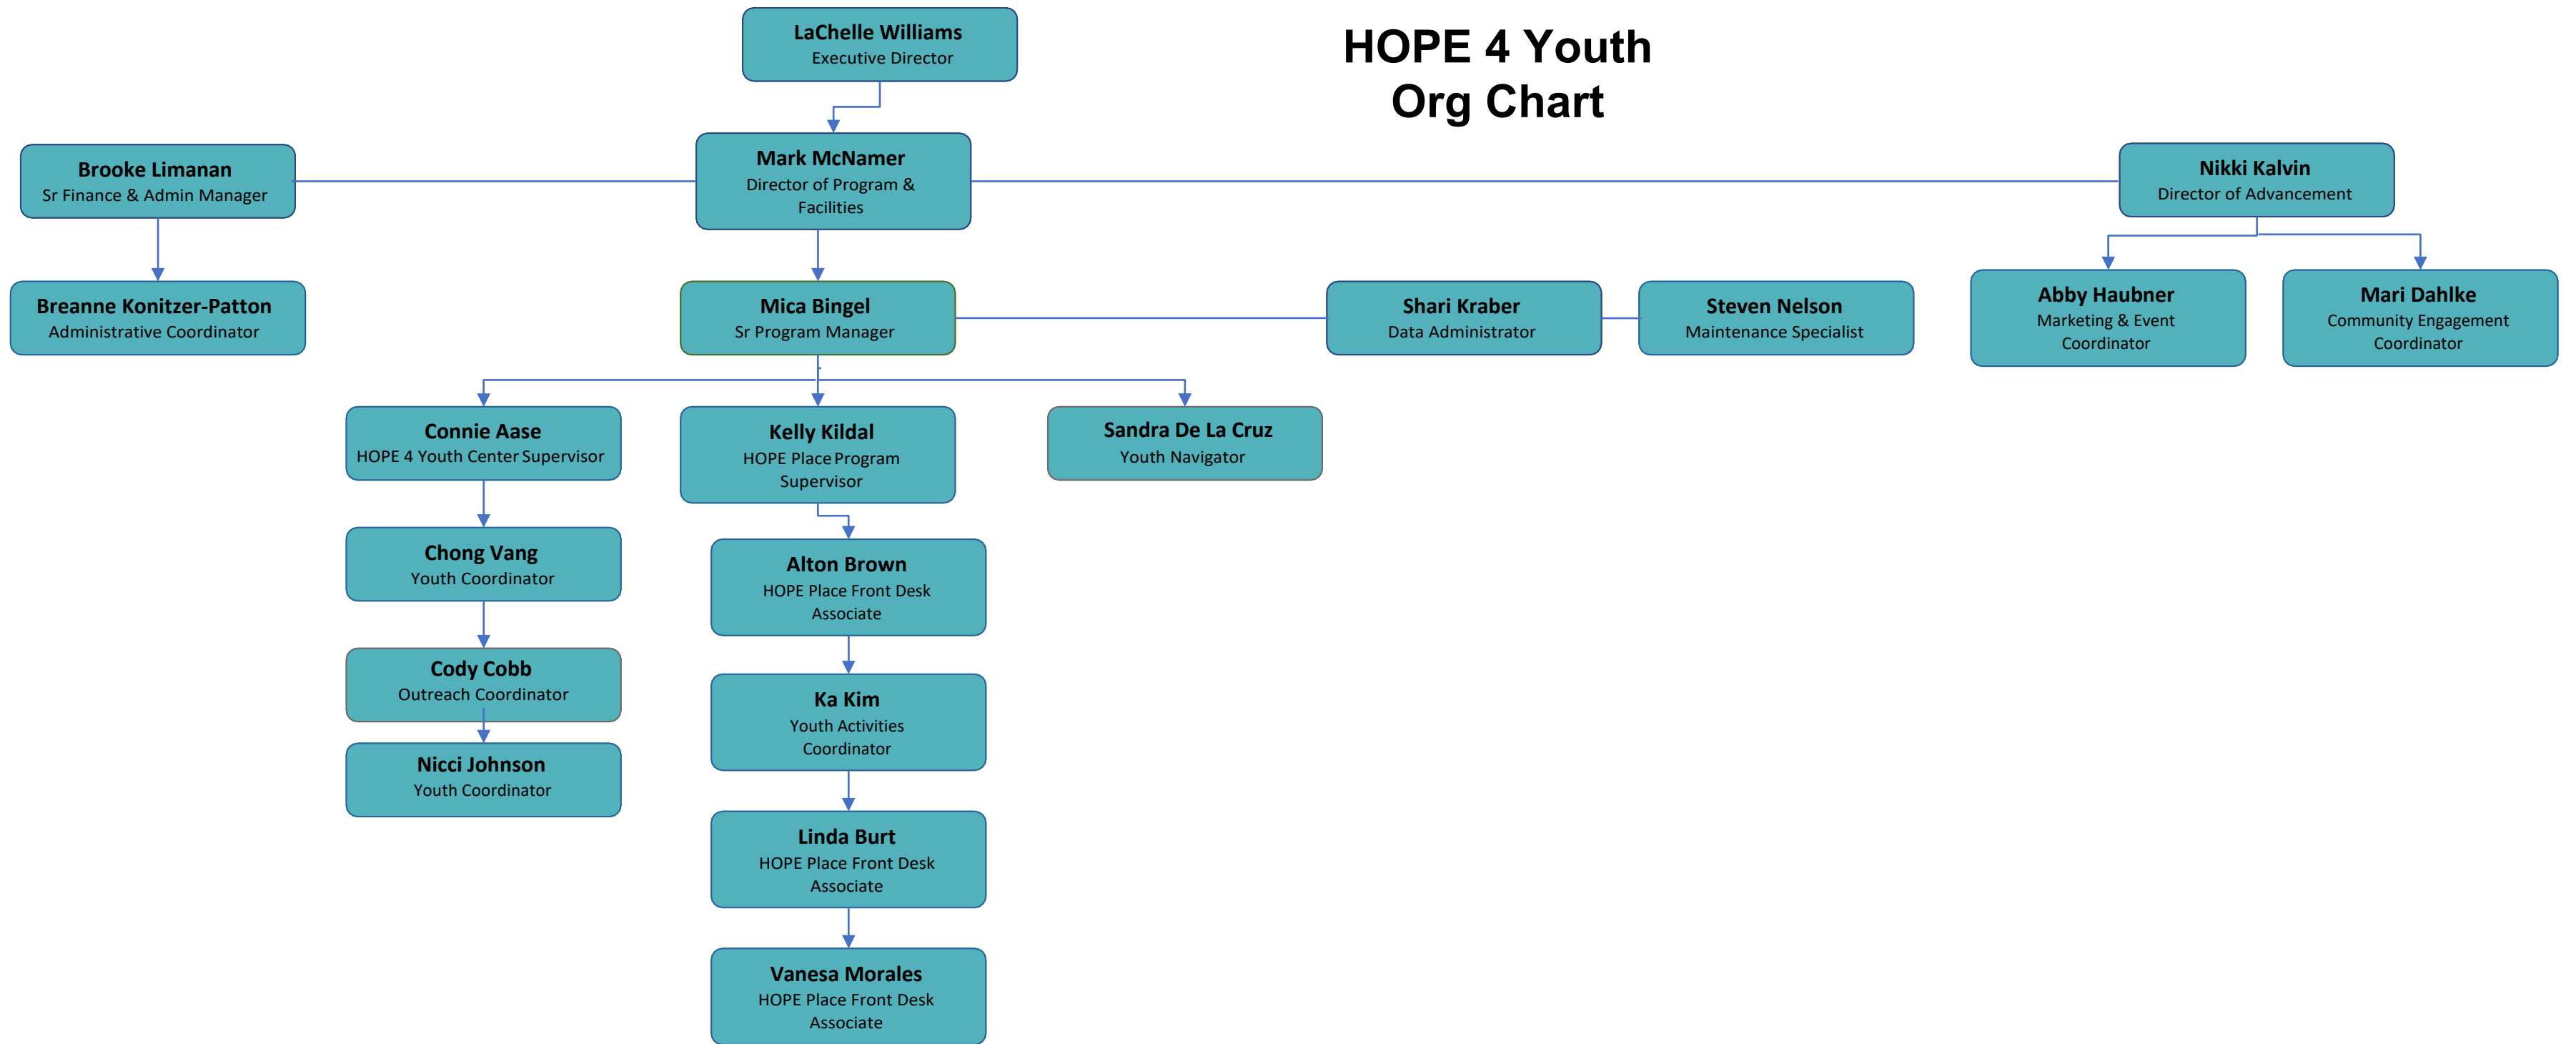 HOPE 4 Youth
Org Chart
LaChelle Williams
Executive Director
Brooke Limanan
Sr Finance & Admin Manager
Mark McNamer
Director of Program &
Facilities
Nikki Kalvin
Director of Advancement
Breanne Konitzer-Patton
Administrative Coordinator
Mica Bingel
Sr Program Manager
Shari Kraber
Data Administrator
Steven Nelson
Maintenance Specialist
Abby Haubner
Marketing & Event
Coordinator
Mari Dahlke
Community Engagement
Coordinator
Connie Aase
HOPE 4 Youth Center Supervisor
Kelly Kildal
HOPE Place Program
Supervisor
Sandra De La Cruz
Youth Navigator
Chong Vang
Youth Coordinator
Alton Brown
HOPE Place Front Desk
Associate
Cody Cobb
Outreach Coordinator
Ka Kim
Youth Activities
Coordinator
Nicci Johnson
Youth Coordinator
Linda Burt
HOPE Place Front Desk
Associate
Vanesa Morales
HOPE Place Front Desk
Associate